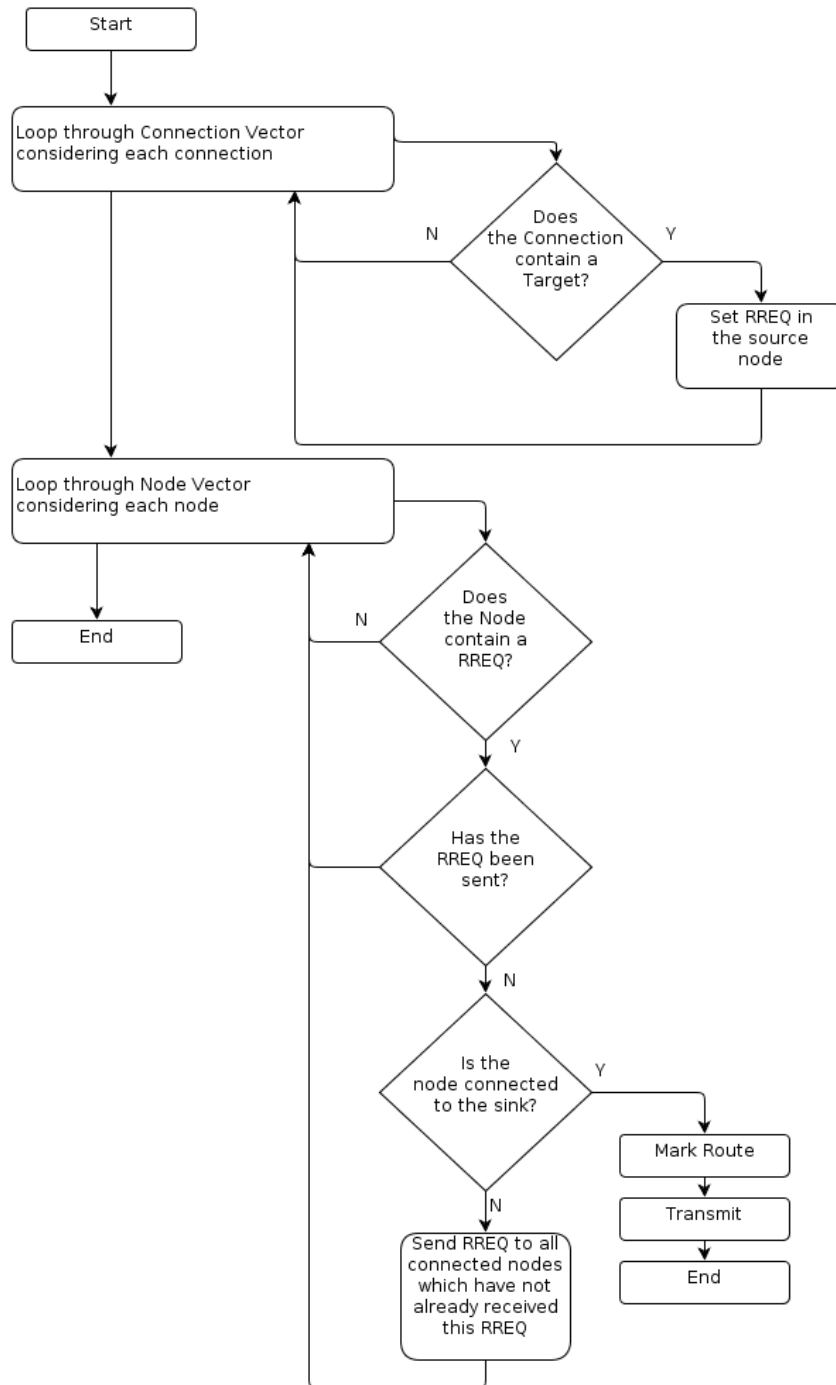 Start
Loop through Connection Vector
considering each connection
Does
the Connection
contain a
Target?
N
Y
Set RREQ in
the source
node
Loop through Node Vector
considering each node
End
Does
the Node
contain a
RREQ?
N
Y
Has the
RREQ been
sent?
N
Is the
node connected
to the sink?
Y
Mark Route
Transmit
End
N
Send RREQ to all
connected nodes
which have not
already received
this RREQ